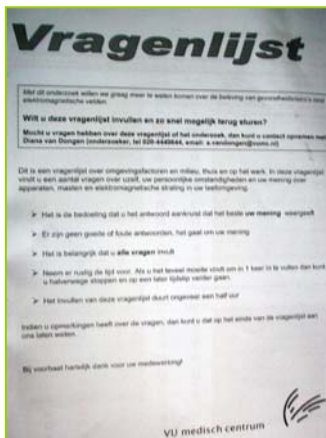 Vragenlijst
Met dit onderzoek willen we graag meer te weten komen over de beleving van gezondheidsrisico's door
elektromagnetische velden.
Wilt u deze vragenlijst invullen en zo snel mogelijk terug sturen?
Mocht u vragen hebben over deze vragenlijst of het onderzoek, dan kunt u contact opnemen met
Diana van Dongen (onderzoeker, tel
Dit is een vragenlijst over omgevingsfactoren en milieu, thuis en op het werk. In deze vragenlijst
vindt u een aantal vragen over uzelf, uw persoonlijke omstandigheden en uw mening over
apparaten, masten en elektromagnetische straling in uw leefomgeving.
➢ Het is de bedoeling dat u het antwoord aankruist dat het beste uw mening weergeeft
➢ Er zijn geen goede of foute antwoorden, het gaat om uw mening
➢ Het is belangrijk dat u alle vragen invult
➢ Neem er rustig de tijd voor. Als u het teveel moeite vindt om in 1 keer in te vullen dan kunt
u halverwege stoppen en op een later tijdstip verder gaan.
➢ Het invullen van deze vragenlijst duurt ongeveer een half uur
Indien u opmerkingen heeft over de vragen, dan kunt u dat op het einde van de vragenlijst aan
ons laten weten.
Bij voorbaat hartelijk dank voor uw medewerking!
VU medisch centrum